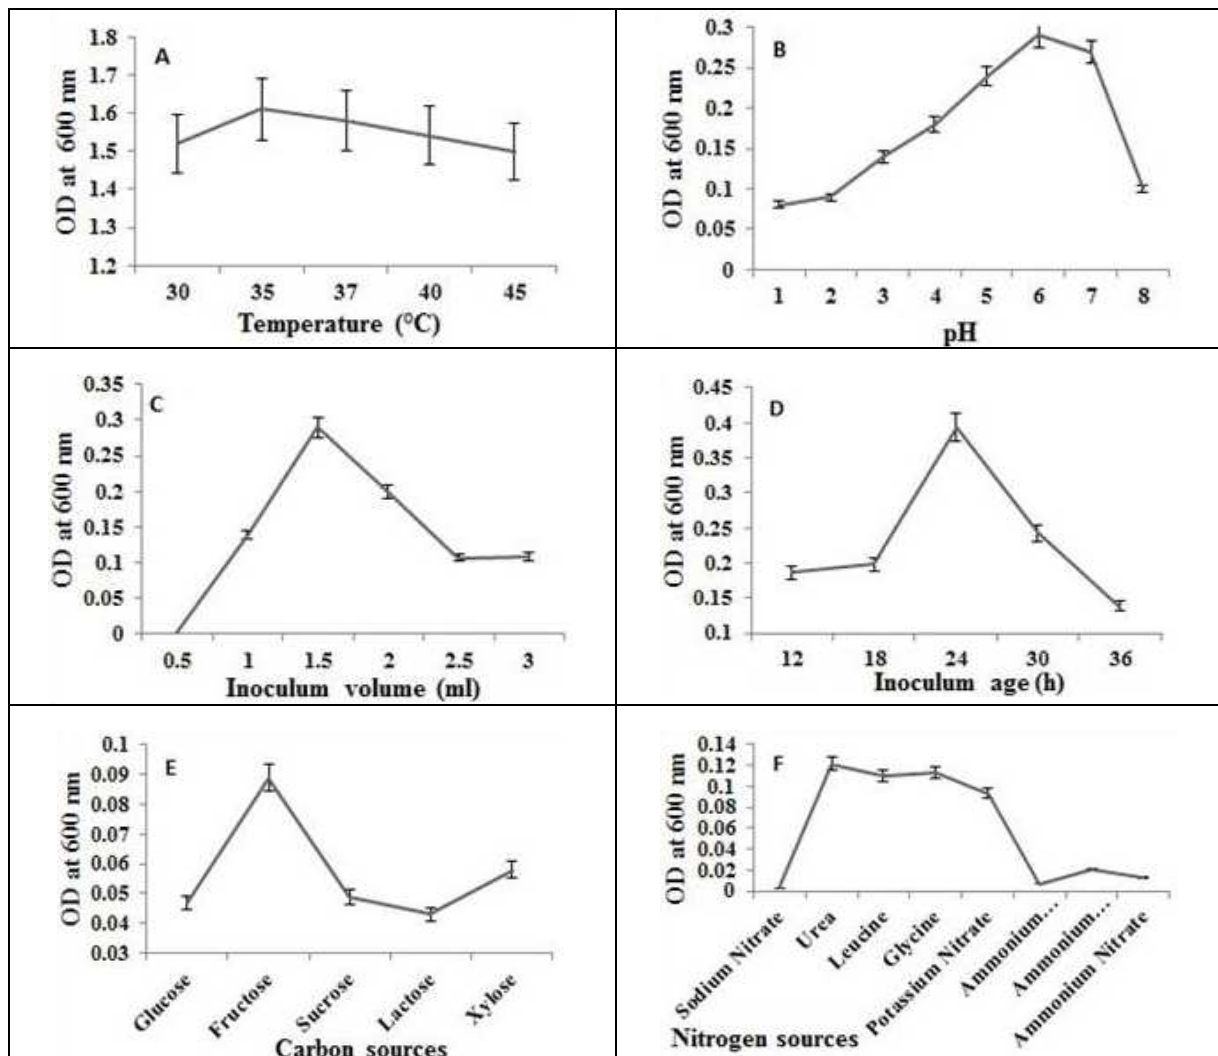 A
OD at 600 nm
1.8
1.7
1.6
1.5
1.4
1.3
1.2
30 35 37 40 45
Temperature (°C)
B
OD at 600 nm
0.3
0.25
0.2
0.15
0.1
0.05
0
1 2 3 4 5 6 7 8
pH
C
OD at 600 nm
0.35
0.3
0.25
0.2
0.15
0.1
0.05
0
0.5 1 1.5 2 2.5 3
Inoculum volume (ml)
D
OD at 600 nm
0.45
0.4
0.35
0.3
0.25
0.2
0.15
0.1
12 18 24 30 36
Inoculum age (h)
E
OD at 600 nm
0.1
0.09
0.08
0.07
0.06
0.05
0.04
0.03
Glucose
Fructose
Sucrose
Lactose
Xylose
Carbon sources
F
OD at 600 nm
0.14
0.12
0.1
0.08
0.06
0.04
0.02
0
Sodium Nitrate
Urea
Leucine
Glycine
Potassium Nitrate
Ammonium...
Ammonium...
Ammonium Nitrate
Nitrogen sources